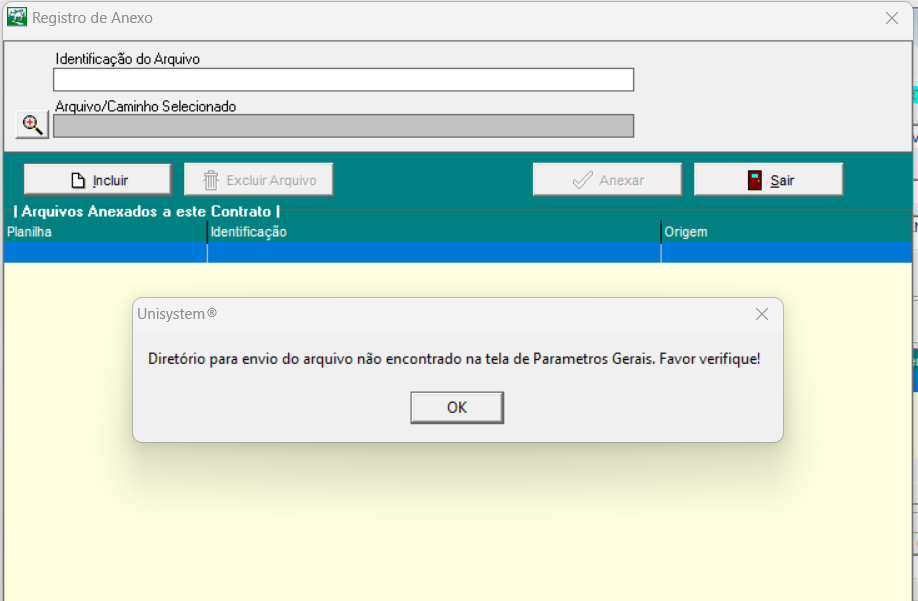 Registro de Anexo
Identificação do Arquivo
Arquivo/Caminho Selecionado
Incluir
Excluir Arquivo
Anexar
Sair
| Arquivos Anexados a este Contrato |
Planilha
Identificação
Origem
Unisystem®
Diretório para envio do arquivo não encontrado na tela de Parametros Gerais. Favor verifique!
OK